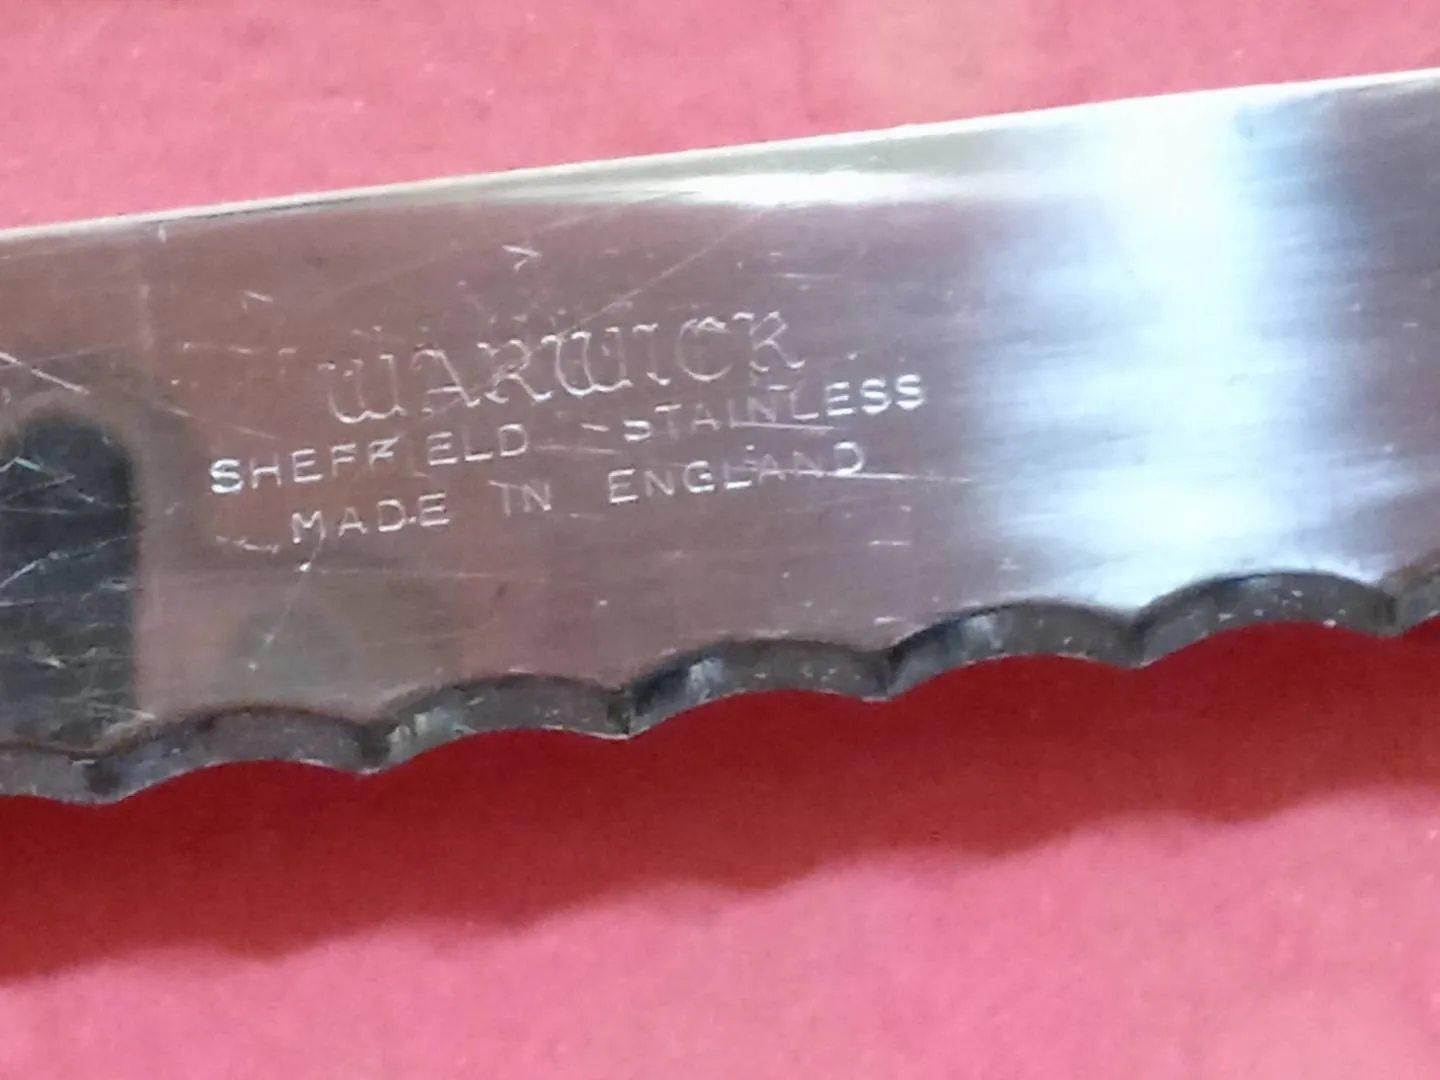 WARWICK
SHEFFIELD - STAINLESS
MADE IN ENGLAND